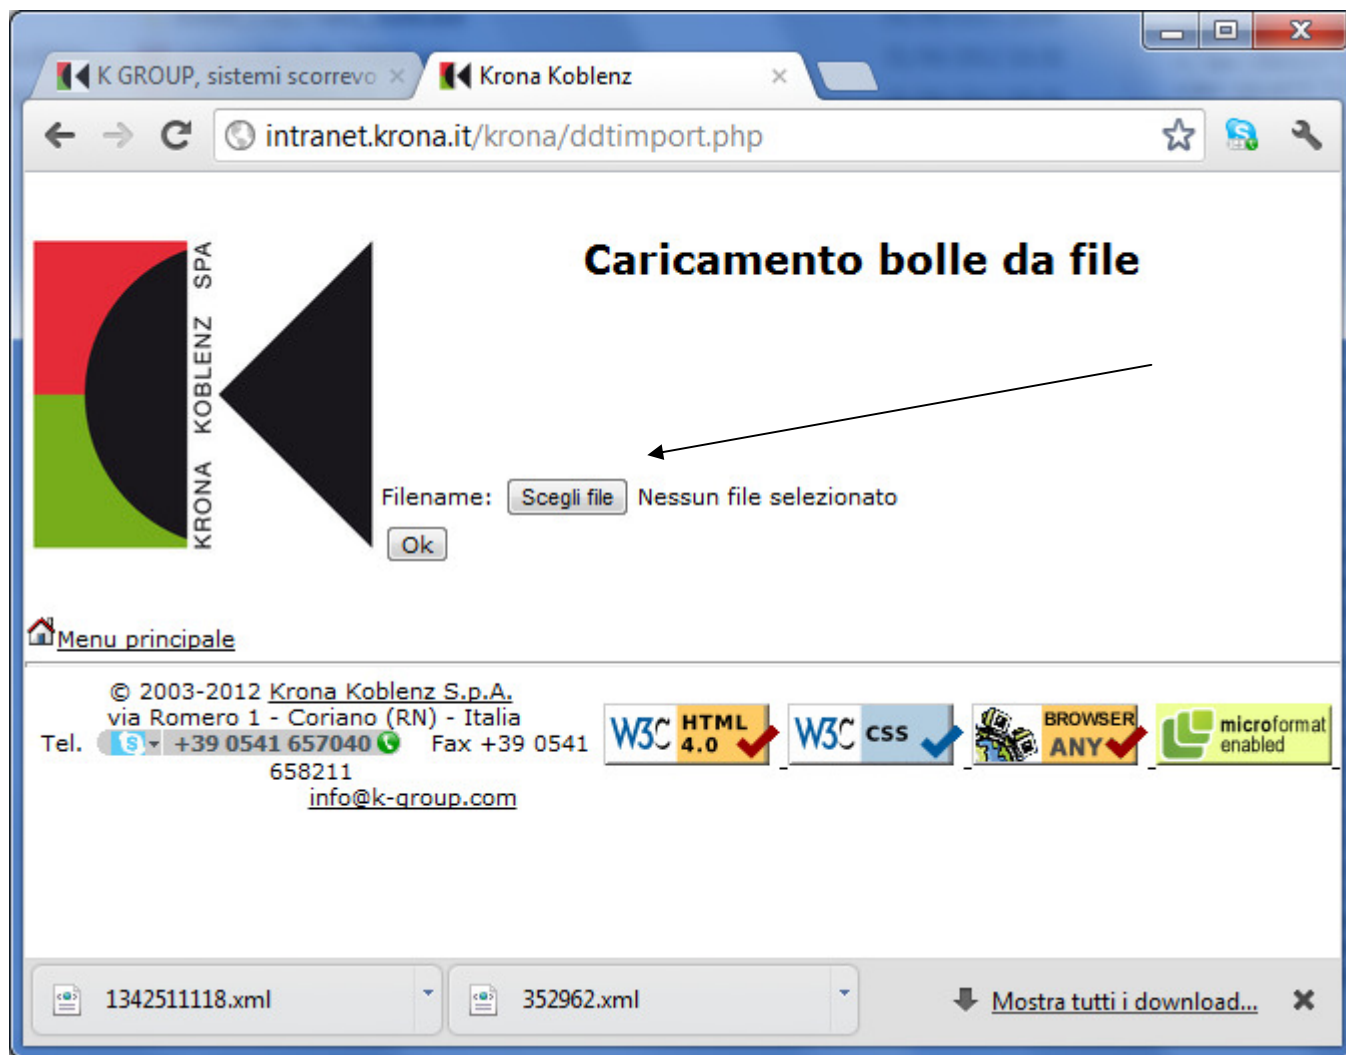 K GROUP, sistemi scorrevo
Krona Koblenz
intranet.krona.it/krona/ddtimport.php
KRONA KOBLENZ SPA
Caricamento bolle da file
Filename: Scegli file Nessun file selezionato
Ok
Menu principale
© 2003-2012 Krona Koblenz S.p.A.
via Romero 1 - Coriano (RN) - Italia
Tel. +39 0541 657040 Fax +39 0541
658211
info@k-group.com
W3C HTML 4.0
W3C css
BROWSER ANY
microformat enabled
1342511118.xml
352962.xml
Mostra tutti i download...